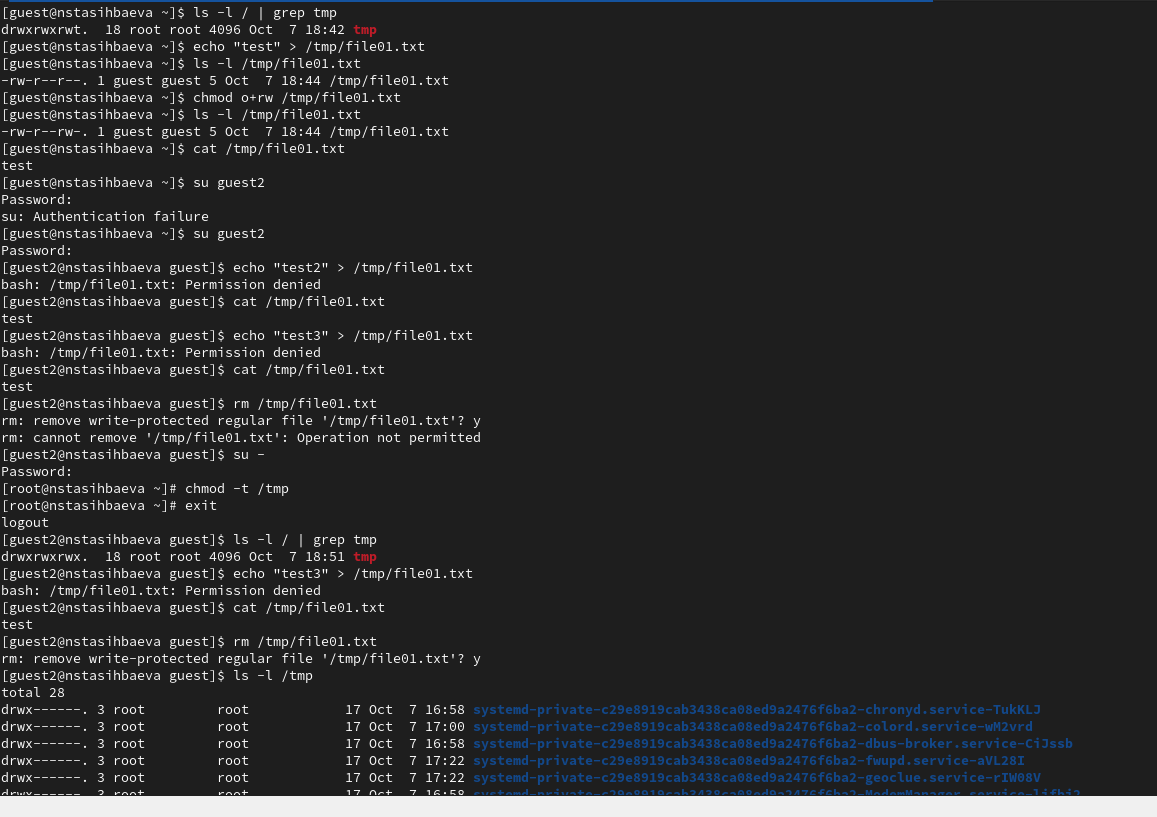 [guest@nstasihbaeva ~]$ ls -l / | grep tmp
drwxrwxrwt.  18 root root 4096 Oct  7 18:42 tmp
[guest@nstasihbaeva ~]$ echo "test" > /tmp/file01.txt
[guest@nstasihbaeva ~]$ ls -l /tmp/file01.txt
-rw-r--r--. 1 guest guest 5 Oct  7 18:44 /tmp/file01.txt
[guest@nstasihbaeva ~]$ chmod o+rw /tmp/file01.txt
[guest@nstasihbaeva ~]$ ls -l /tmp/file01.txt
-rw-r--rw-. 1 guest guest 5 Oct  7 18:44 /tmp/file01.txt
[guest@nstasihbaeva ~]$ cat /tmp/file01.txt
test
[guest@nstasihbaeva ~]$ su guest2
Password:
su: Authentication failure
[guest@nstasihbaeva ~]$ su guest2
Password:
[guest2@nstasihbaeva guest]$ echo "test2" > /tmp/file01.txt
bash: /tmp/file01.txt: Permission denied
[guest2@nstasihbaeva guest]$ cat /tmp/file01.txt
test
[guest2@nstasihbaeva guest]$ echo "test3" > /tmp/file01.txt
bash: /tmp/file01.txt: Permission denied
[guest2@nstasihbaeva guest]$ cat /tmp/file01.txt
test
[guest2@nstasihbaeva guest]$ rm /tmp/file01.txt
rm: remove write-protected regular file '/tmp/file01.txt'? y
rm: cannot remove '/tmp/file01.txt': Operation not permitted
[guest2@nstasihbaeva guest]$ su -
Password:
[root@nstasihbaeva ~]# chmod -t /tmp
[root@nstasihbaeva ~]# exit
logout
[guest2@nstasihbaeva guest]$ ls -l / | grep tmp
drwxrwxrwx.  18 root root 4096 Oct  7 18:51 tmp
[guest2@nstasihbaeva guest]$ echo "test3" > /tmp/file01.txt
bash: /tmp/file01.txt: Permission denied
[guest2@nstasihbaeva guest]$ cat /tmp/file01.txt
test
[guest2@nstasihbaeva guest]$ rm /tmp/file01.txt
rm: remove write-protected regular file '/tmp/file01.txt'? y
[guest2@nstasihbaeva guest]$ ls -l /tmp
total 28
drwx------. 3 root         root            17 Oct  7 16:58 systemd-private-c29e8919cab3438ca08ed9a2476f6ba2-chronyd.service-TukKLJ
drwx------. 3 root         root            17 Oct  7 17:00 systemd-private-c29e8919cab3438ca08ed9a2476f6ba2-colord.service-wM2vrd
drwx------. 3 root         root            17 Oct  7 16:58 systemd-private-c29e8919cab3438ca08ed9a2476f6ba2-dbus-broker.service-CiJssb
drwx------. 3 root         root            17 Oct  7 17:22 systemd-private-c29e8919cab3438ca08ed9a2476f6ba2-fwupd.service-aVL28I
drwx------. 3 root         root            17 Oct  7 17:22 systemd-private-c29e8919cab3438ca08ed9a2476f6ba2-geoclue.service-rIW08V
drwx------. 3 root         root            17 Oct  7 16:58